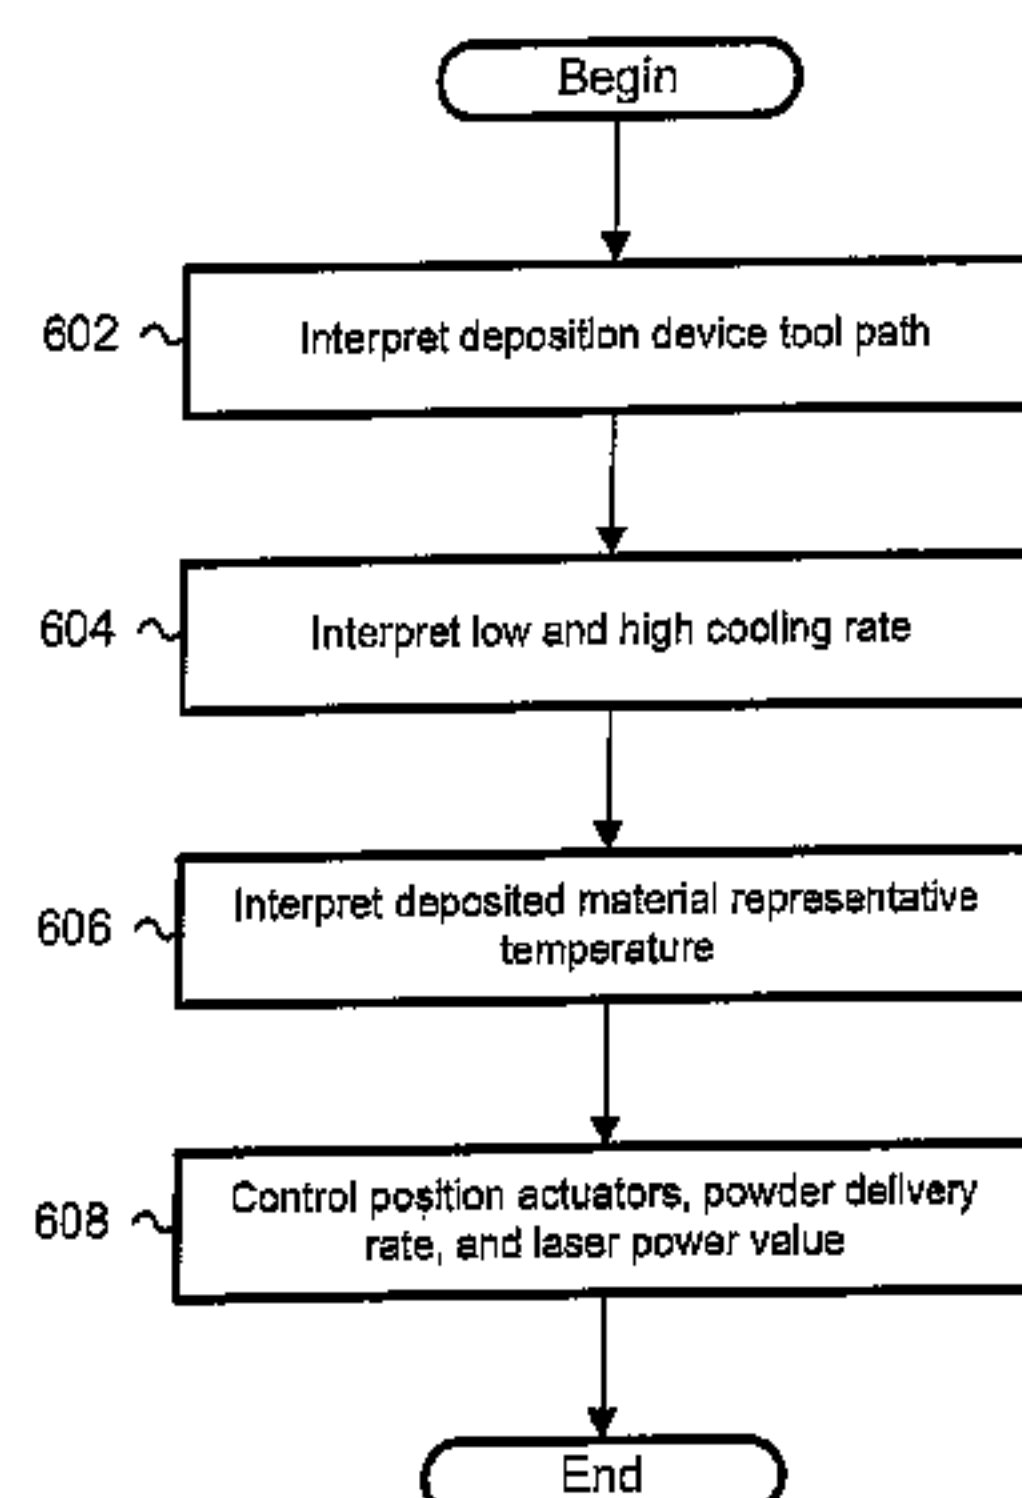 Begin
602
Interpret deposition device tool path
604
Interpret low and high cooling rate
606
Interpret deposited material representative
temperature
608
Control position actuators, powder delivery
rate, and laser power value
End